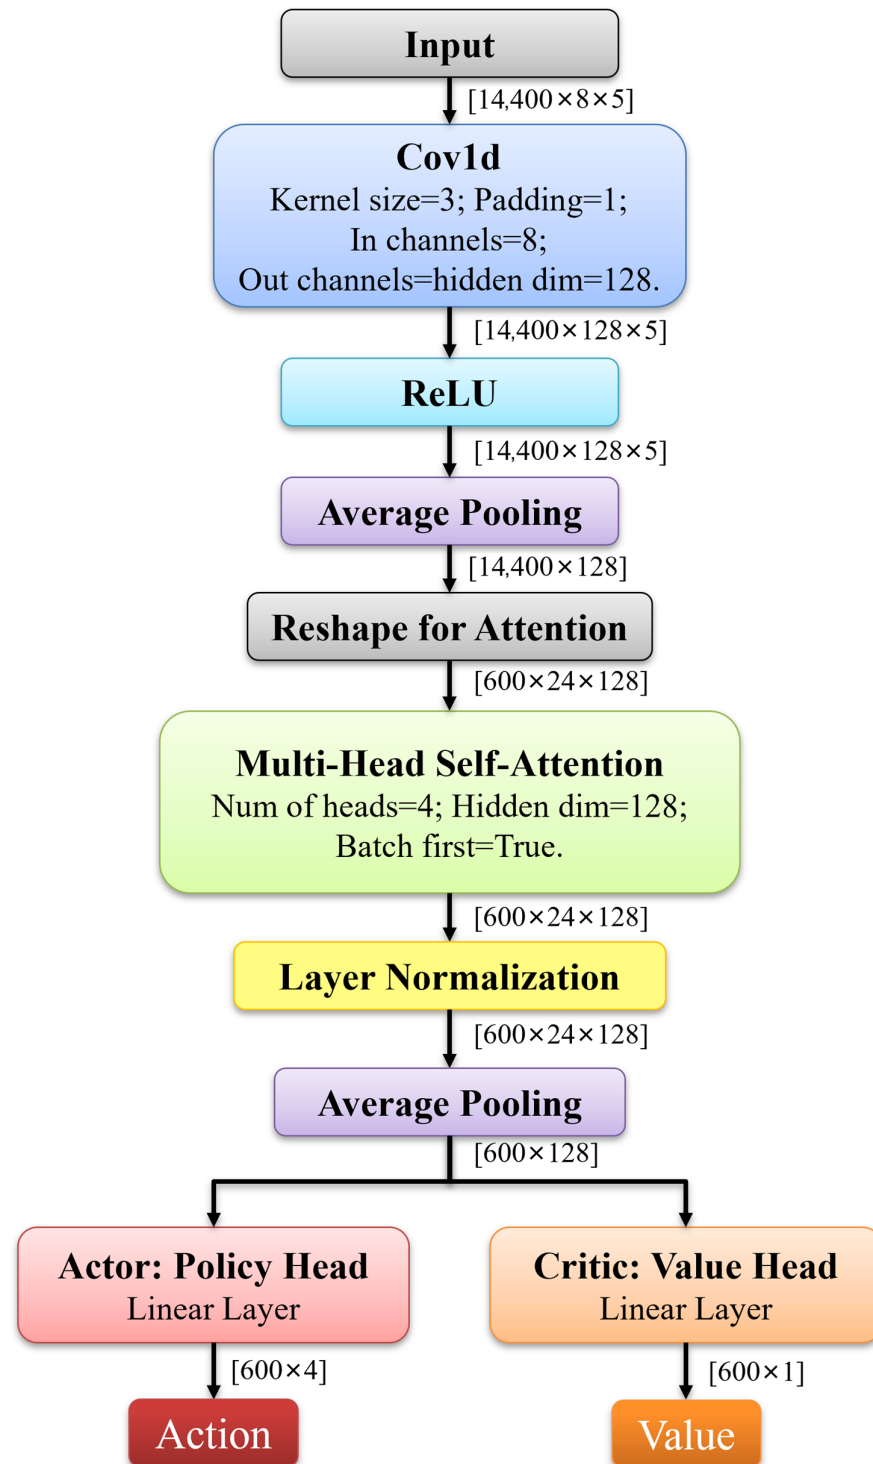 Input
[14,400×8×5]
Cov1d
Kernel size=3; Padding=1;
In channels=8;
Out channels=hidden dim=128.
[14,400×128×5]
ReLU
[14,400×128×5]
Average Pooling
[14,400×128]
Reshape for Attention
[600×24×128]
Multi-Head Self-Attention
Num of heads=4; Hidden dim=128;
Batch first=True.
[600×24×128]
Layer Normalization
[600×24×128]
Average Pooling
[600×128]
Actor: Policy Head
Linear Layer
Critic: Value Head
Linear Layer
[600×4]
[600×1]
Action
Value